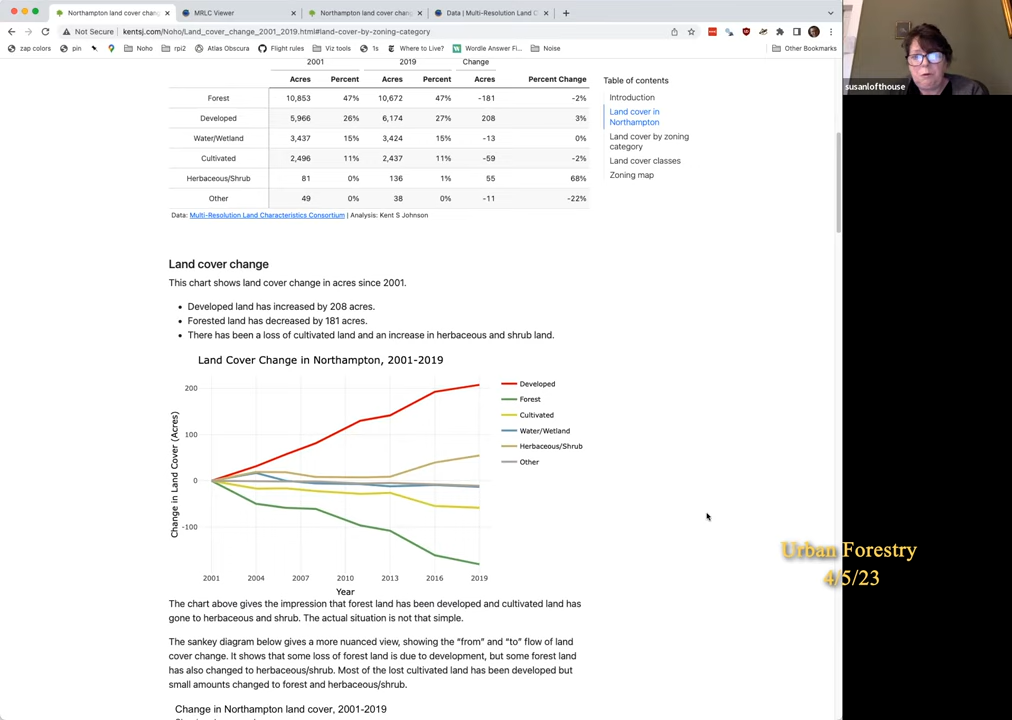 Northampton land cover chang
MRLC Viewer
Northampton land cover chang
Data | Multi-Resolution Land C
Not Secure
kentsj.com/Noho/Land_cover_change_2001_2019.html#land-cover-by-zoning-category
zap colors
pin
Noho
rpi2
Atlas Obscura
Flight rules
Viz tools
1s
Where to Live?
Wordle Answer Fi...
Noise
Other Bookmarks
susanlofthouse
2001 2019 Change
Acres Percent Acres Percent Acres Percent Change
Forest 10,853 47% 10,672 47% -181 -2%
Developed 5,966 26% 6,174 27% 208 3%
Water/Wetland 3,437 15% 3,424 15% -13 0%
Cultivated 2,496 11% 2,437 11% -59 -2%
Herbaceous/Shrub 81 0% 136 1% 55 68%
Other 49 0% 38 0% -11 -22%
Data: Multi-Resolution Land Characteristics Consortium | Analysis: Kent S Johnson
Table of contents
Introduction
Land cover in
Northampton
Land cover by zoning
category
Land cover classes
Zoning map
Land cover change
This chart shows land cover change in acres since 2001.
• Developed land has increased by 208 acres.
• Forested land has decreased by 181 acres.
• There has been a loss of cultivated land and an increase in herbaceous and shrub land.
Land Cover Change in Northampton, 2001-2019
Change in Land Cover (Acres)
200
100
0
-100
2001 2004 2007 2010 2013 2016 2019
Year
Developed
Forest
Cultivated
Water/Wetland
Herbaceous/Shrub
Other
Urban Forestry
4/5/23
The chart above gives the impression that forest land has been developed and cultivated land has
gone to herbaceous and shrub. The actual situation is not that simple.
The sankey diagram below gives a more nuanced view, showing the “from” and “to” flow of land
cover change. It shows that some loss of forest land is due to development, but some forest land
has also changed to herbaceous/shrub. Most of the lost cultivated land has been developed but
small amounts changed to forest and herbaceous/shrub.
Change in Northampton land cover, 2001-2019